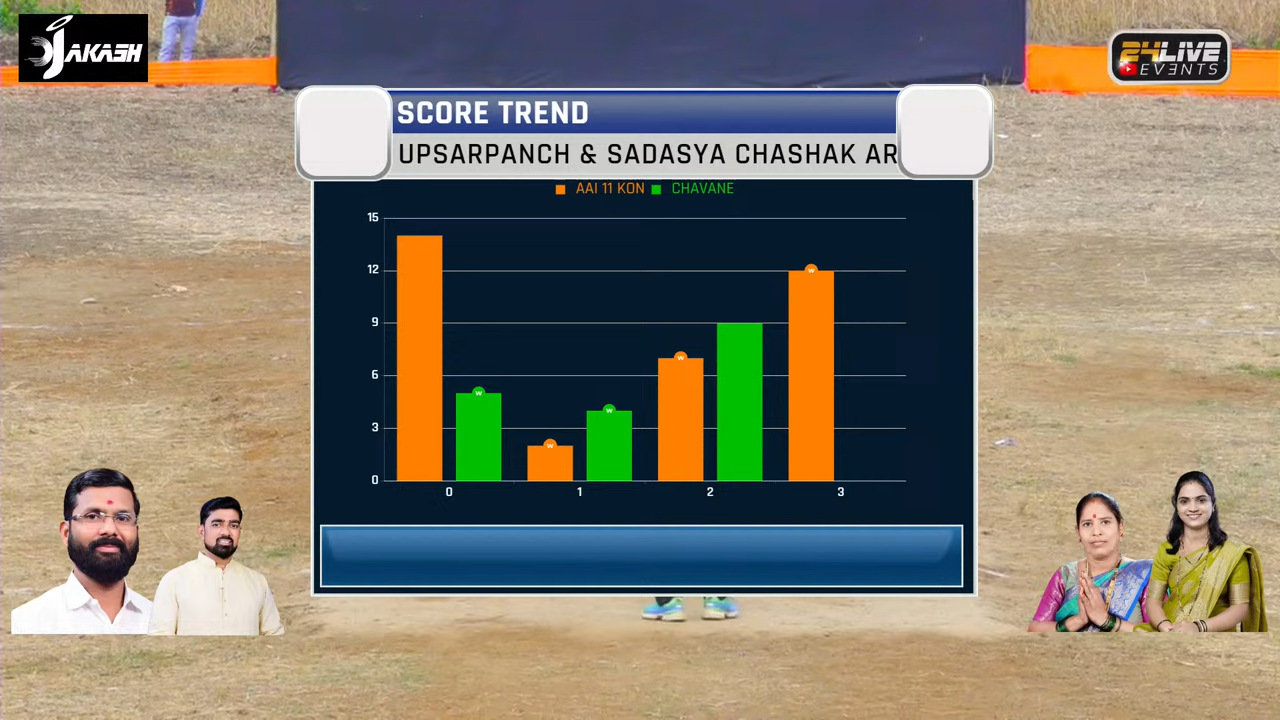 JAKASH
24LIVE
EVENTS
SCORE TREND
UPSARPANCH & SADASYA CHASHAK AR
AAI 11 KON CHAVANE
15
12
9
6
3
0
W
W
W
W
W
W
0 1 2 3